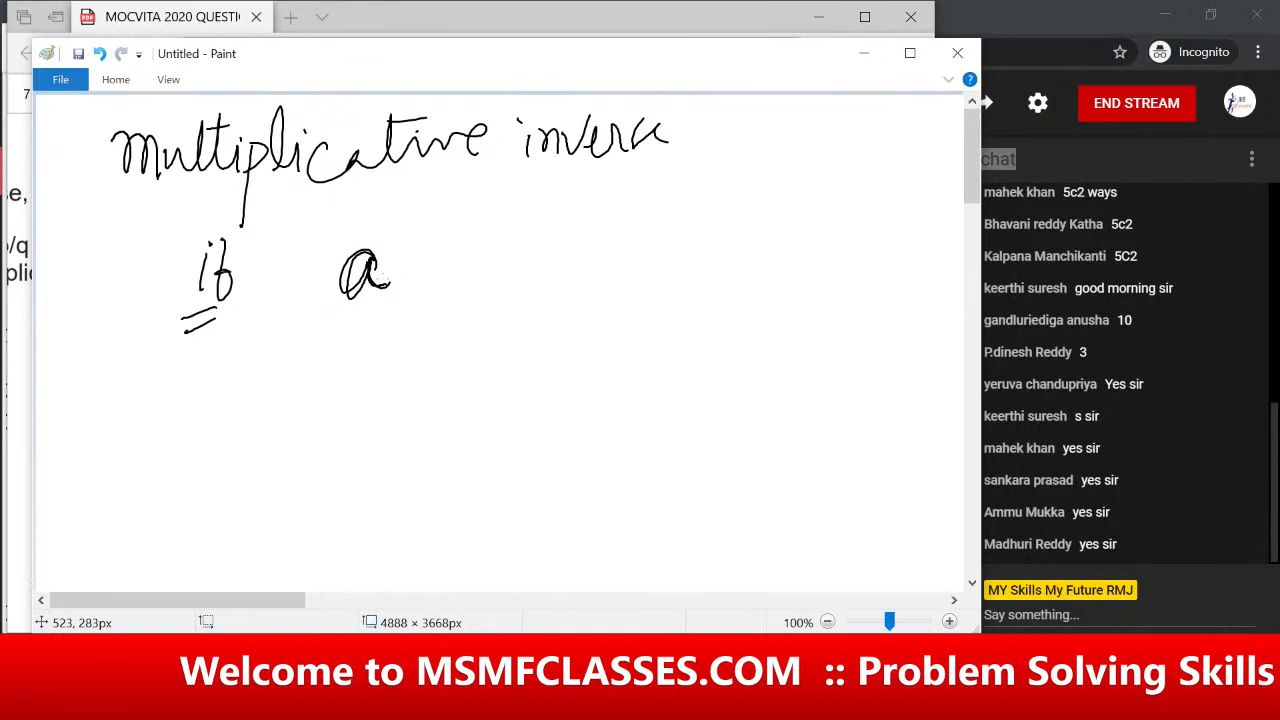 MOCVITA 2020 QUESTI
Untitled - Paint
Incognito
File Home View
END STREAM
multiplicative inverse
if a
chat
mahek khan 5c2 ways
Bhavani reddy Katha 5c2
Kalpana Manchikanti 5C2
keerthi suresh good morning sir
gandluriediga anusha 10
P.dinesh Reddy 3
yeruva chandupriya Yes sir
keerthi suresh s sir
mahek khan yes sir
sankara prasad yes sir
Ammu Mukka yes sir
Madhuri Reddy yes sir
MY Skills My Future RMJ
Say something...
523, 283px 4888 × 3668px 100%
Welcome to MSMFCLASSES.COM :: Problem Solving Skills